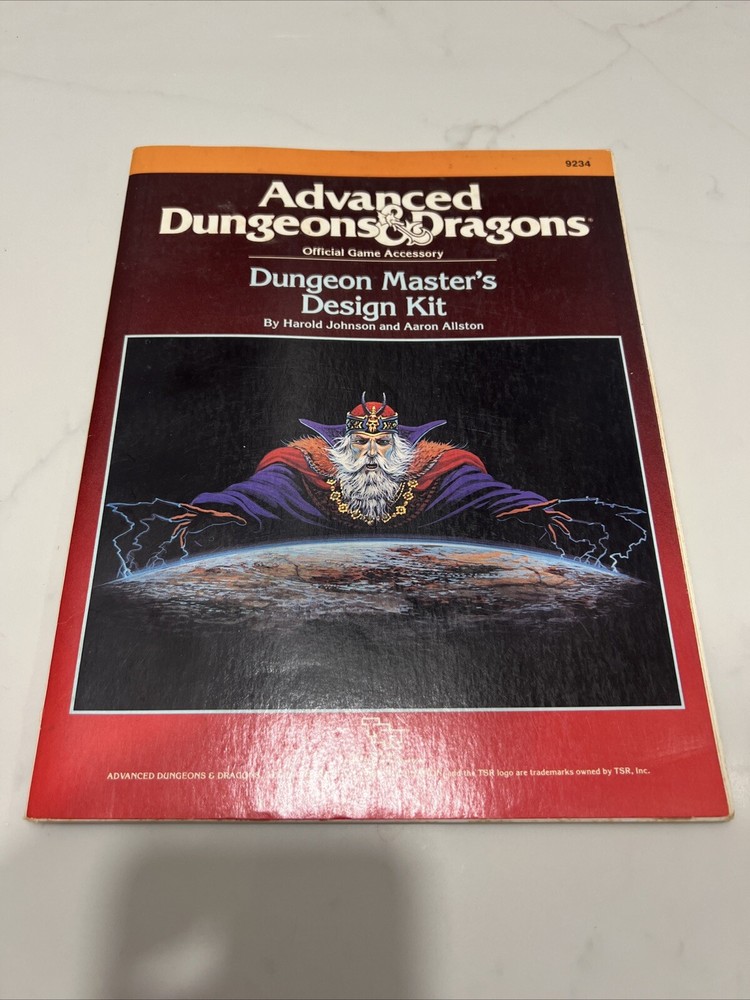 9234
Advanced
Dungeons & Dragons®
Official Game Accessory
Dungeon Master's
Design Kit
By Harold Johnson and Aaron Allston
ADVANCED DUNGEONS & and the TSR logo are trademarks owned by TSR, Inc.